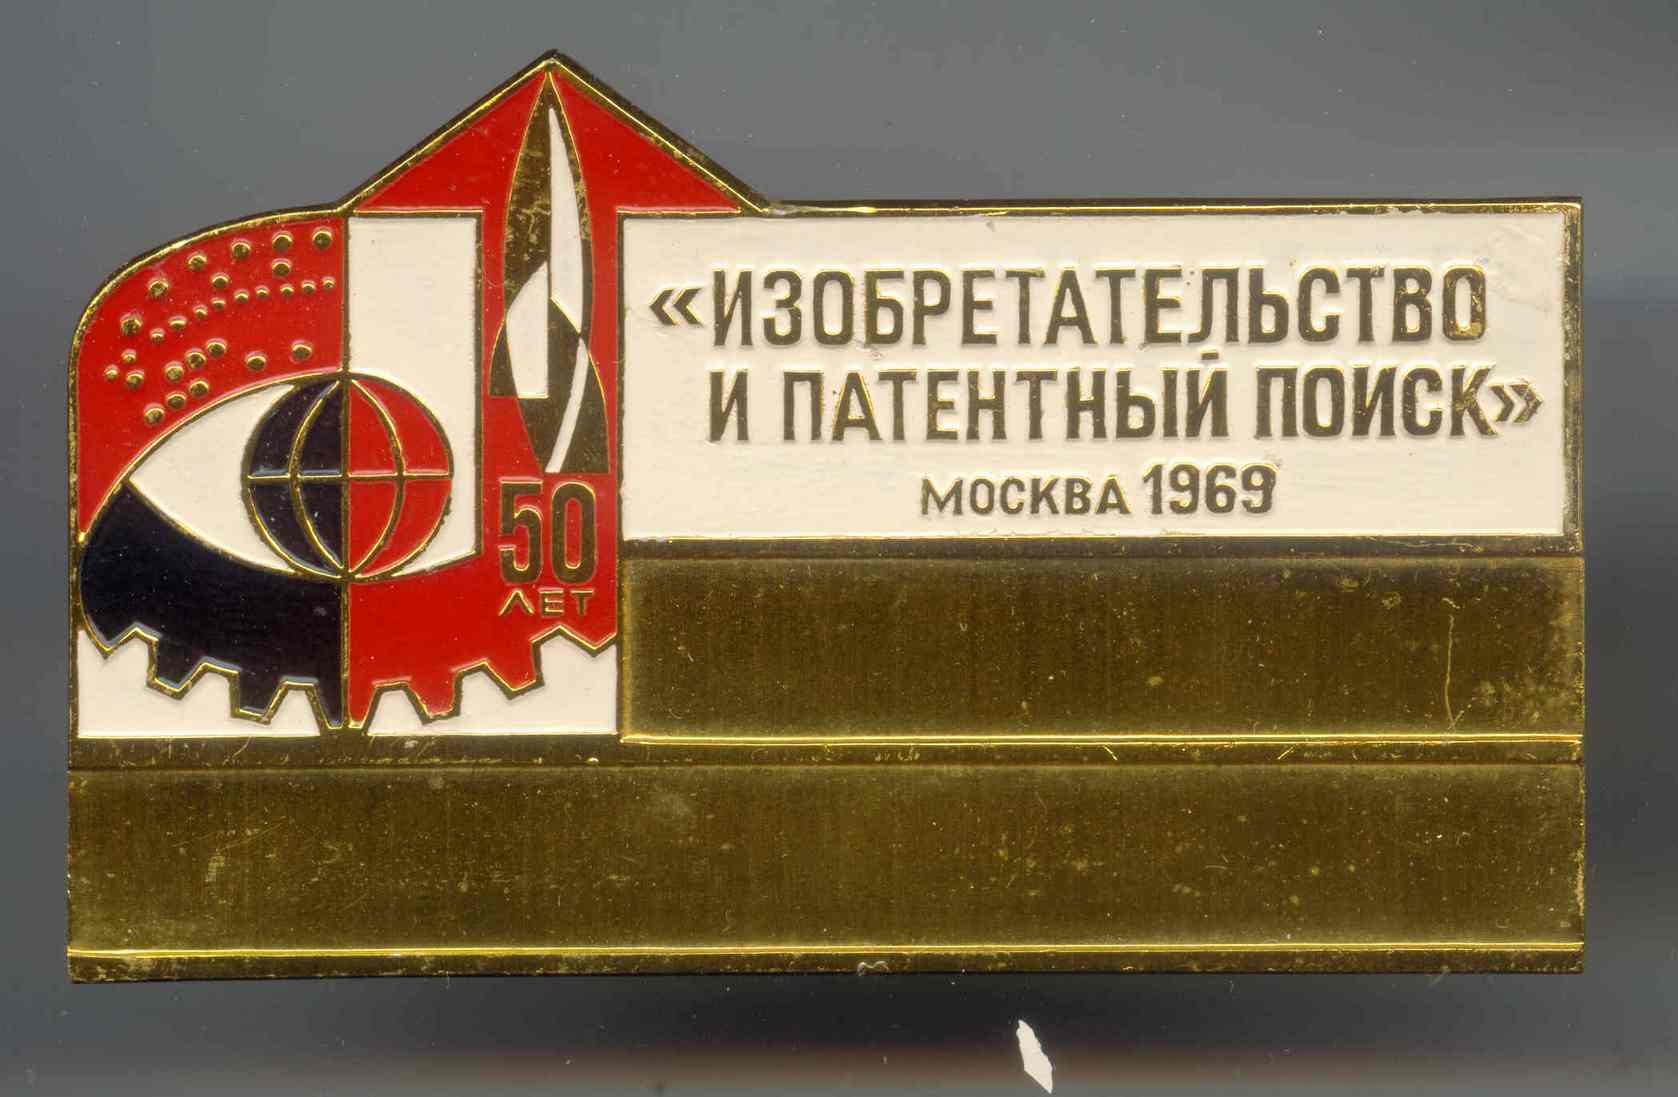 «ИЗОБРЕТАТЕЛЬСТВО
И ПАТЕНТНЫЙ ПОИСК»
МОСКВА 1969
50
ЛЕТ